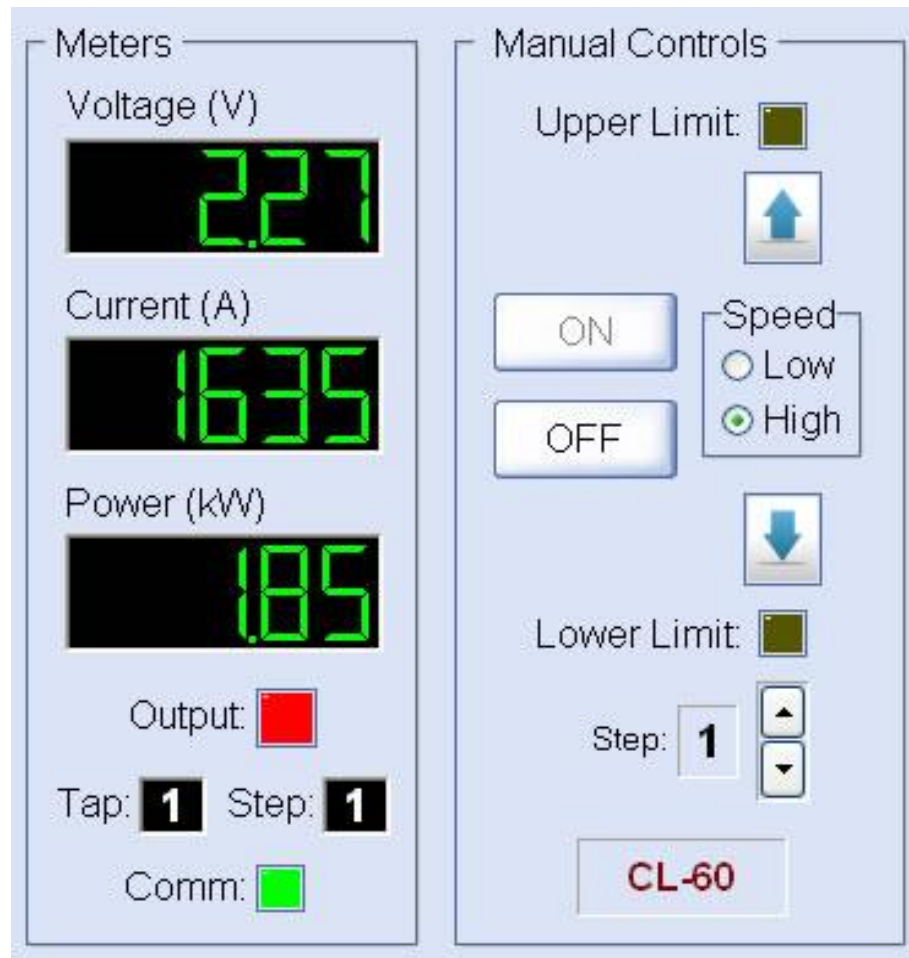 Meters
Voltage (V)
2.27
Current (A)
1635
Power (kW)
1.85
Output:
Tap: 1 Step: 1
Comm:
Manual Controls
Upper Limit:
ON
OFF
Speed
Low
High
Lower Limit:
Step: 1
CL-60